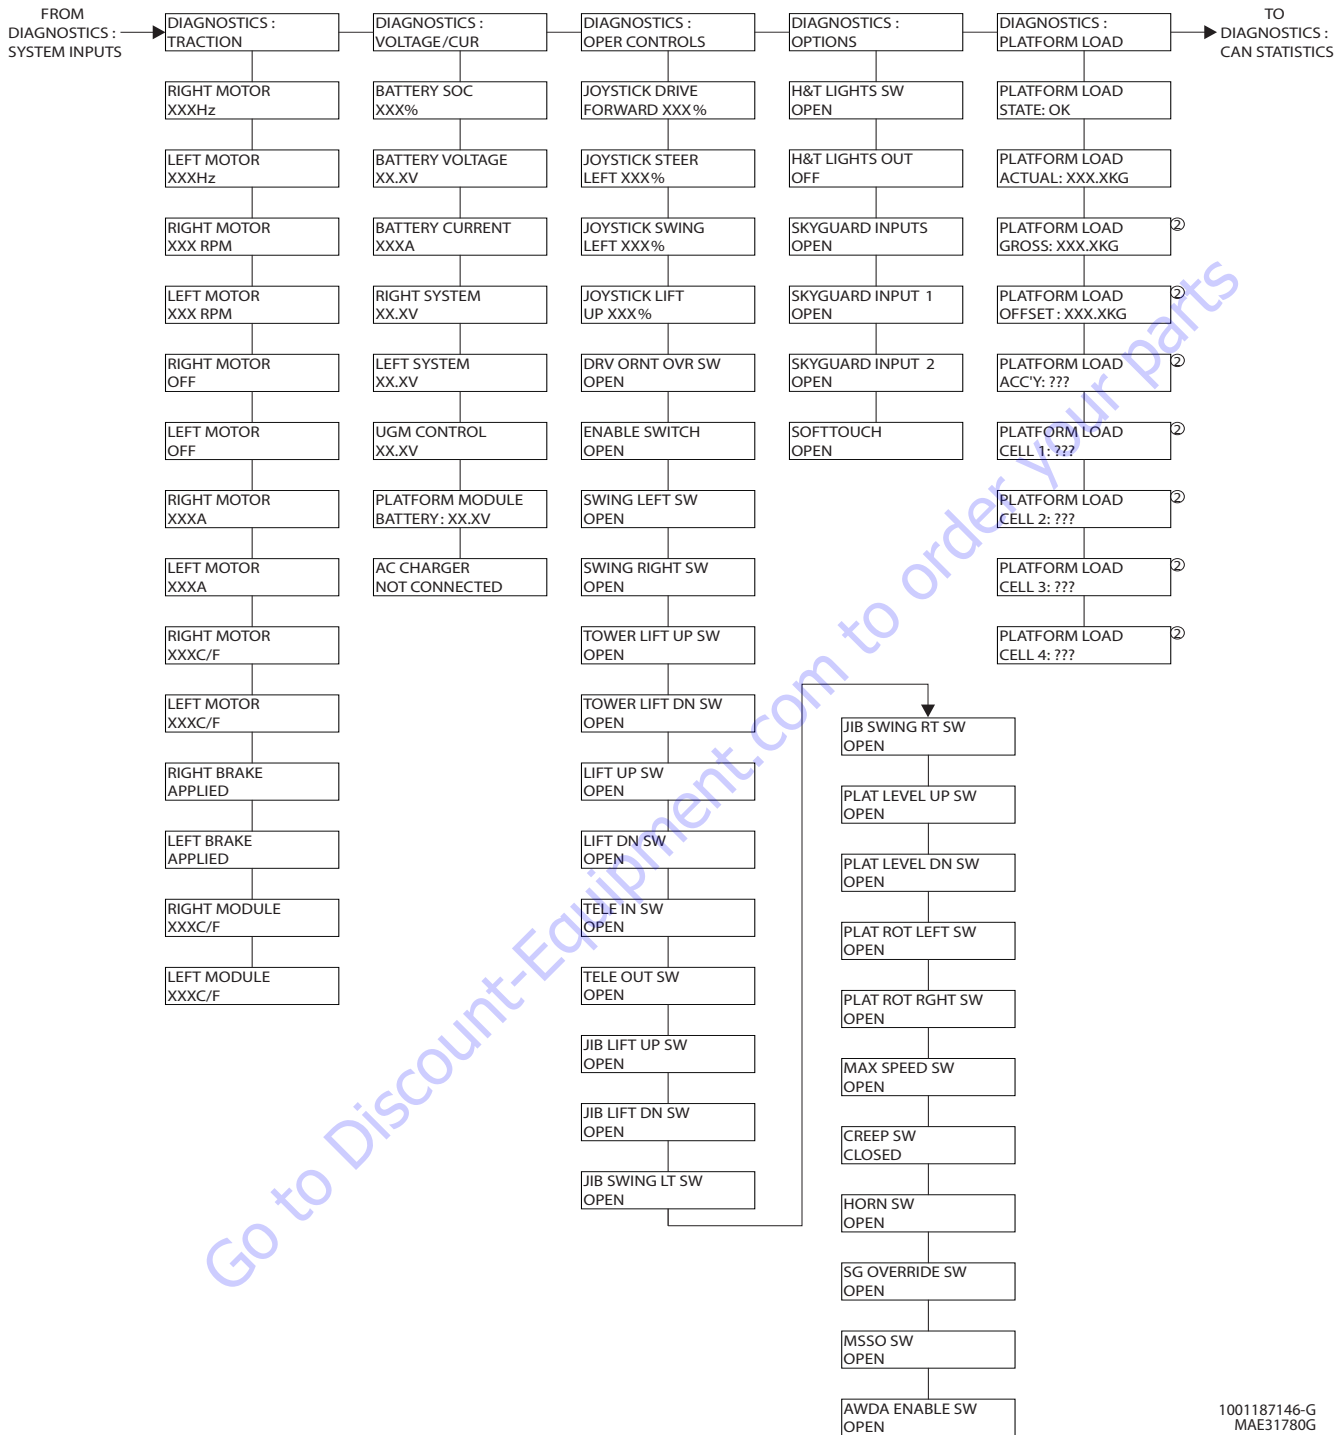 FROM
DIAGNOSTICS :
SYSTEM INPUTS
DIAGNOSTICS :
TRACTION
RIGHT MOTOR
XXXHz
LEFT MOTOR
XXXHz
RIGHT MOTOR
XXX RPM
LEFT MOTOR
XXX RPM
RIGHT MOTOR
OFF
LEFT MOTOR
OFF
RIGHT MOTOR
XXXA
LEFT MOTOR
XXXA
RIGHT MOTOR
XXXC/F
LEFT MOTOR
XXXC/F
RIGHT BRAKE
APPLIED
LEFT BRAKE
APPLIED
RIGHT MODULE
XXXC/F
LEFT MODULE
XXXC/F
DIAGNOSTICS :
VOLTAGE/CUR
BATTERY SOC
XXX%
BATTERY VOLTAGE
XX.XV
BATTERY CURRENT
XXXA
RIGHT SYSTEM
XX.XV
LEFT SYSTEM
XX.XV
UGM CONTROL
XX.XV
PLATFORM MODULE
BATTERY: XX.XV
AC CHARGER
NOT CONNECTED
DIAGNOSTICS :
OPER CONTROLS
JOYSTICK DRIVE
FORWARD XXX%
JOYSTICK STEER
LEFT XXX%
JOYSTICK SWING
LEFT XXX%
JOYSTICK LIFT
UP XXX%
DRV ORNT OVR SW
OPEN
ENABLE SWITCH
OPEN
SWING LEFT SW
OPEN
SWING RIGHT SW
OPEN
TOWER LIFT UP SW
OPEN
TOWER LIFT DN SW
OPEN
LIFT UP SW
OPEN
LIFT DN SW
OPEN
TELE IN SW
OPEN
TELE OUT SW
OPEN
JIB LIFT UP SW
OPEN
JIB LIFT DN SW
OPEN
JIB SWING LT SW
OPEN
JIB SWING RT SW
OPEN
PLAT LEVEL UP SW
OPEN
PLAT LEVEL DN SW
OPEN
PLAT ROT LEFT SW
OPEN
PLAT ROT RGHT SW
OPEN
MAX SPEED SW
OPEN
CREEP SW
CLOSED
HORN SW
OPEN
SG OVERRIDE SW
OPEN
MSSO SW
OPEN
AWDA ENABLE SW
OPEN
DIAGNOSTICS :
OPTIONS
H&T LIGHTS SW
OPEN
H&T LIGHTS OUT
OFF
SKYGUARD INPUTS
OPEN
SKYGUARD INPUT 1
OPEN
SKYGUARD INPUT 2
OPEN
SOFTTOUCH
OPEN
DIAGNOSTICS :
PLATFORM LOAD
PLATFORM LOAD
STATE: OK
PLATFORM LOAD
ACTUAL: XXX.XKG
PLATFORM LOAD ②
GROSS: XXX.XKG
PLATFORM LOAD ②
OFFSET : XXX.XKG
PLATFORM LOAD ②
ACC'Y: ???
PLATFORM LOAD ②
CELL 1: ???
PLATFORM LOAD ②
CELL 2: ???
PLATFORM LOAD ②
CELL 3: ???
PLATFORM LOAD ②
CELL 4: ???
TO
DIAGNOSTICS :
CAN STATISTICS
Go to Discount-Equipment.com to order your parts
1001187146-G
MAE31780G